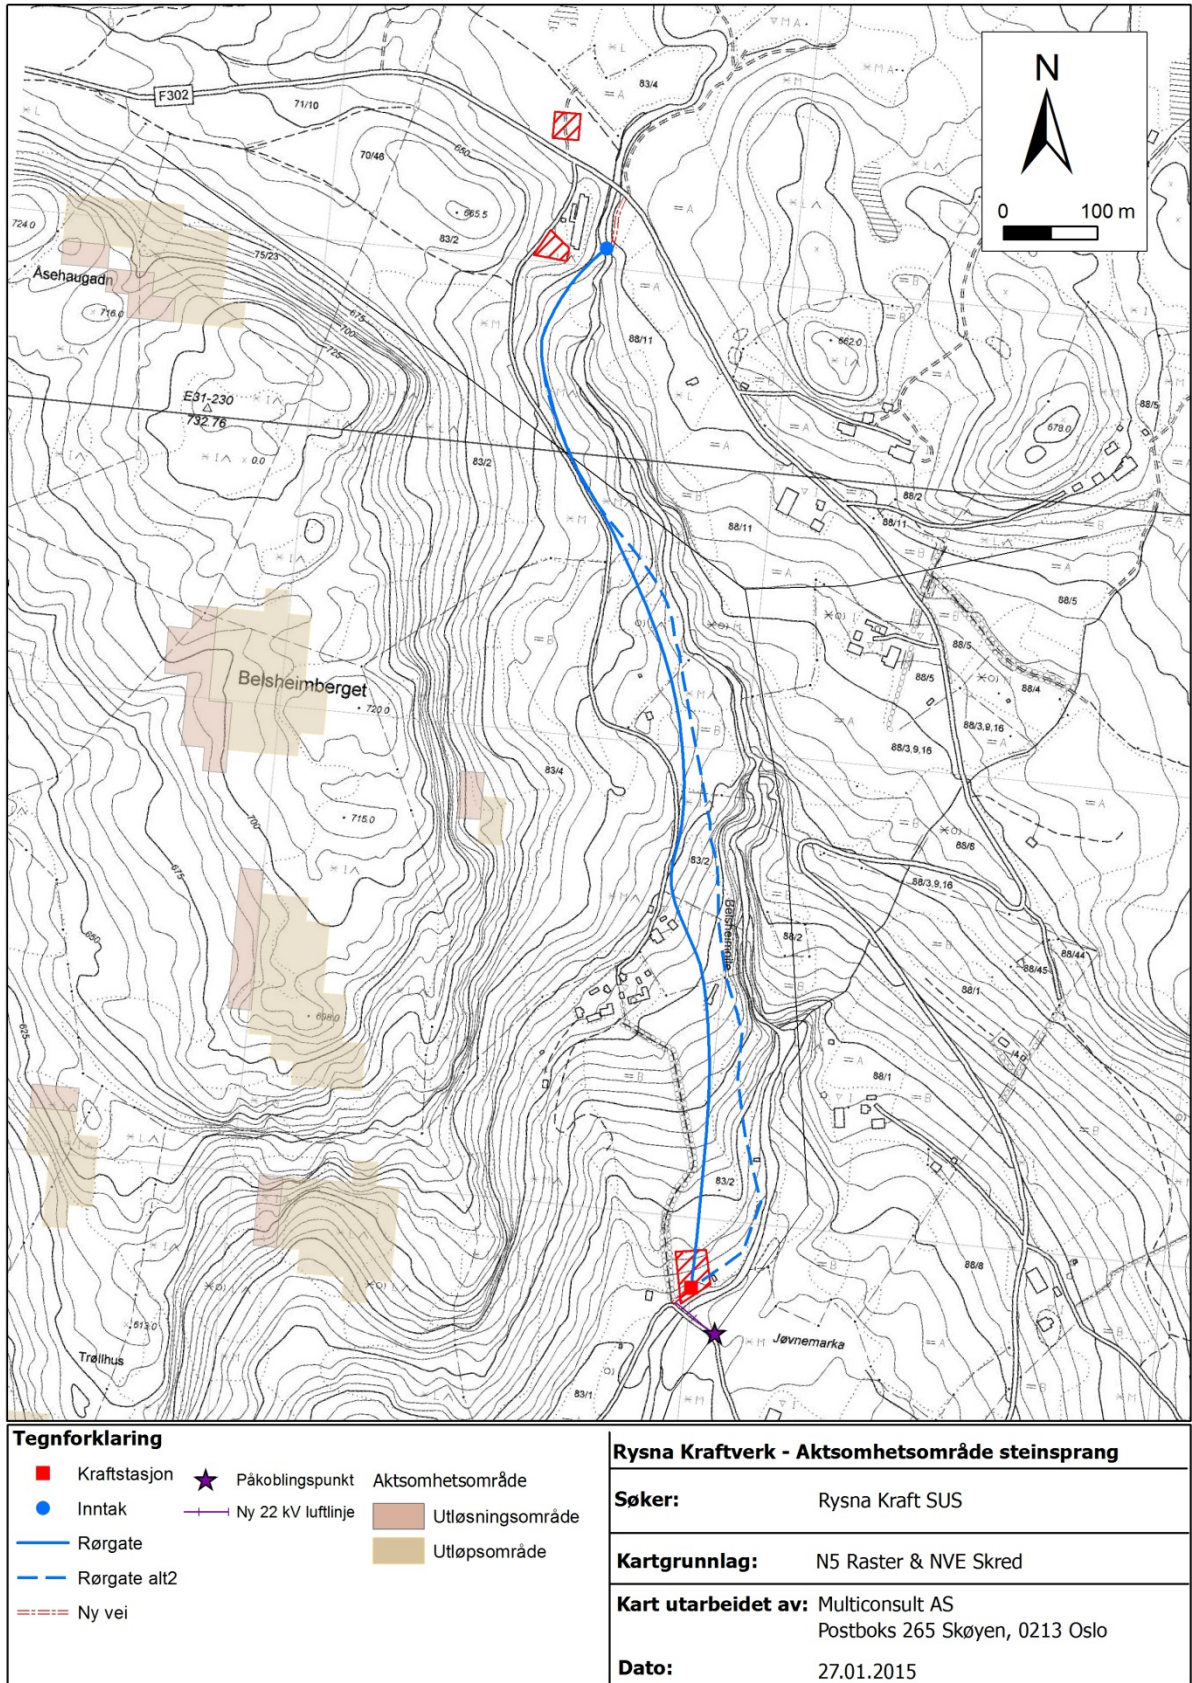 N
0 100 m
83/4
F302
71/10
70/46
650
665.5
83/2
724.0
75/23
Åsehaugadn
716.0
675
700
725
E31-230
732.76
0.0
83/2
88/11
662.0
88/5
678.0
88/2
88/11
88/11
88/5
88/5
88/5
88/4
88/3,9,16
Belsheimberget
720.0
83/4
715.0
700
675
650
625
83/2
88/8
88/3,9,16
88/2
88/44
88/45
88/1
698.0
88/1
83/2
88/8
613.0
Trøllhus
Jøvnemarka
83/1
Tegnforklaring
Kraftstasjon
Inntak
Rørgate
Rørgate alt2
Ny vei
Påkoblingspunkt
Ny 22 kV luftlinje
Aktsomhetsområde
Utløsningsområde
Utløpsområde
Rysna Kraftverk - Aktsomhetsområde steinsprang
Søker: Rysna Kraft SUS
Kartgrunnlag: N5 Raster & NVE Skred
Kart utarbeidet av: Multiconsult AS
Postboks 265 Skøyen, 0213 Oslo
Dato: 27.01.2015